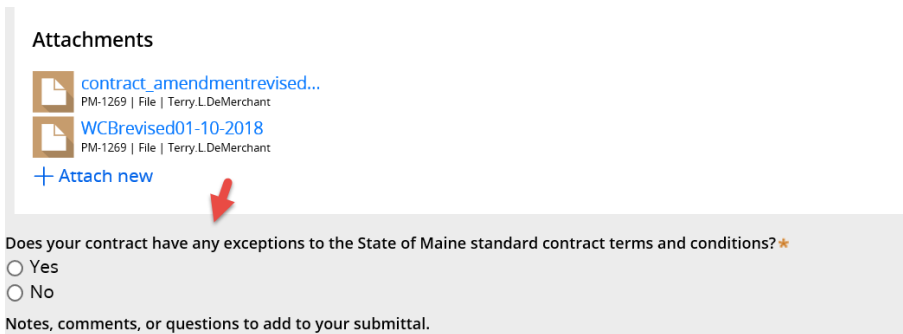 Attachments
contract_amendmentrevised...
PM-1269 | File | Terry.L.DeMerchant
WCBrevised01-10-2018
PM-1269 | File | Terry.L.DeMerchant
+ Attach new
Does your contract have any exceptions to the State of Maine standard contract terms and conditions?*
Yes
No
Notes, comments, or questions to add to your submittal.